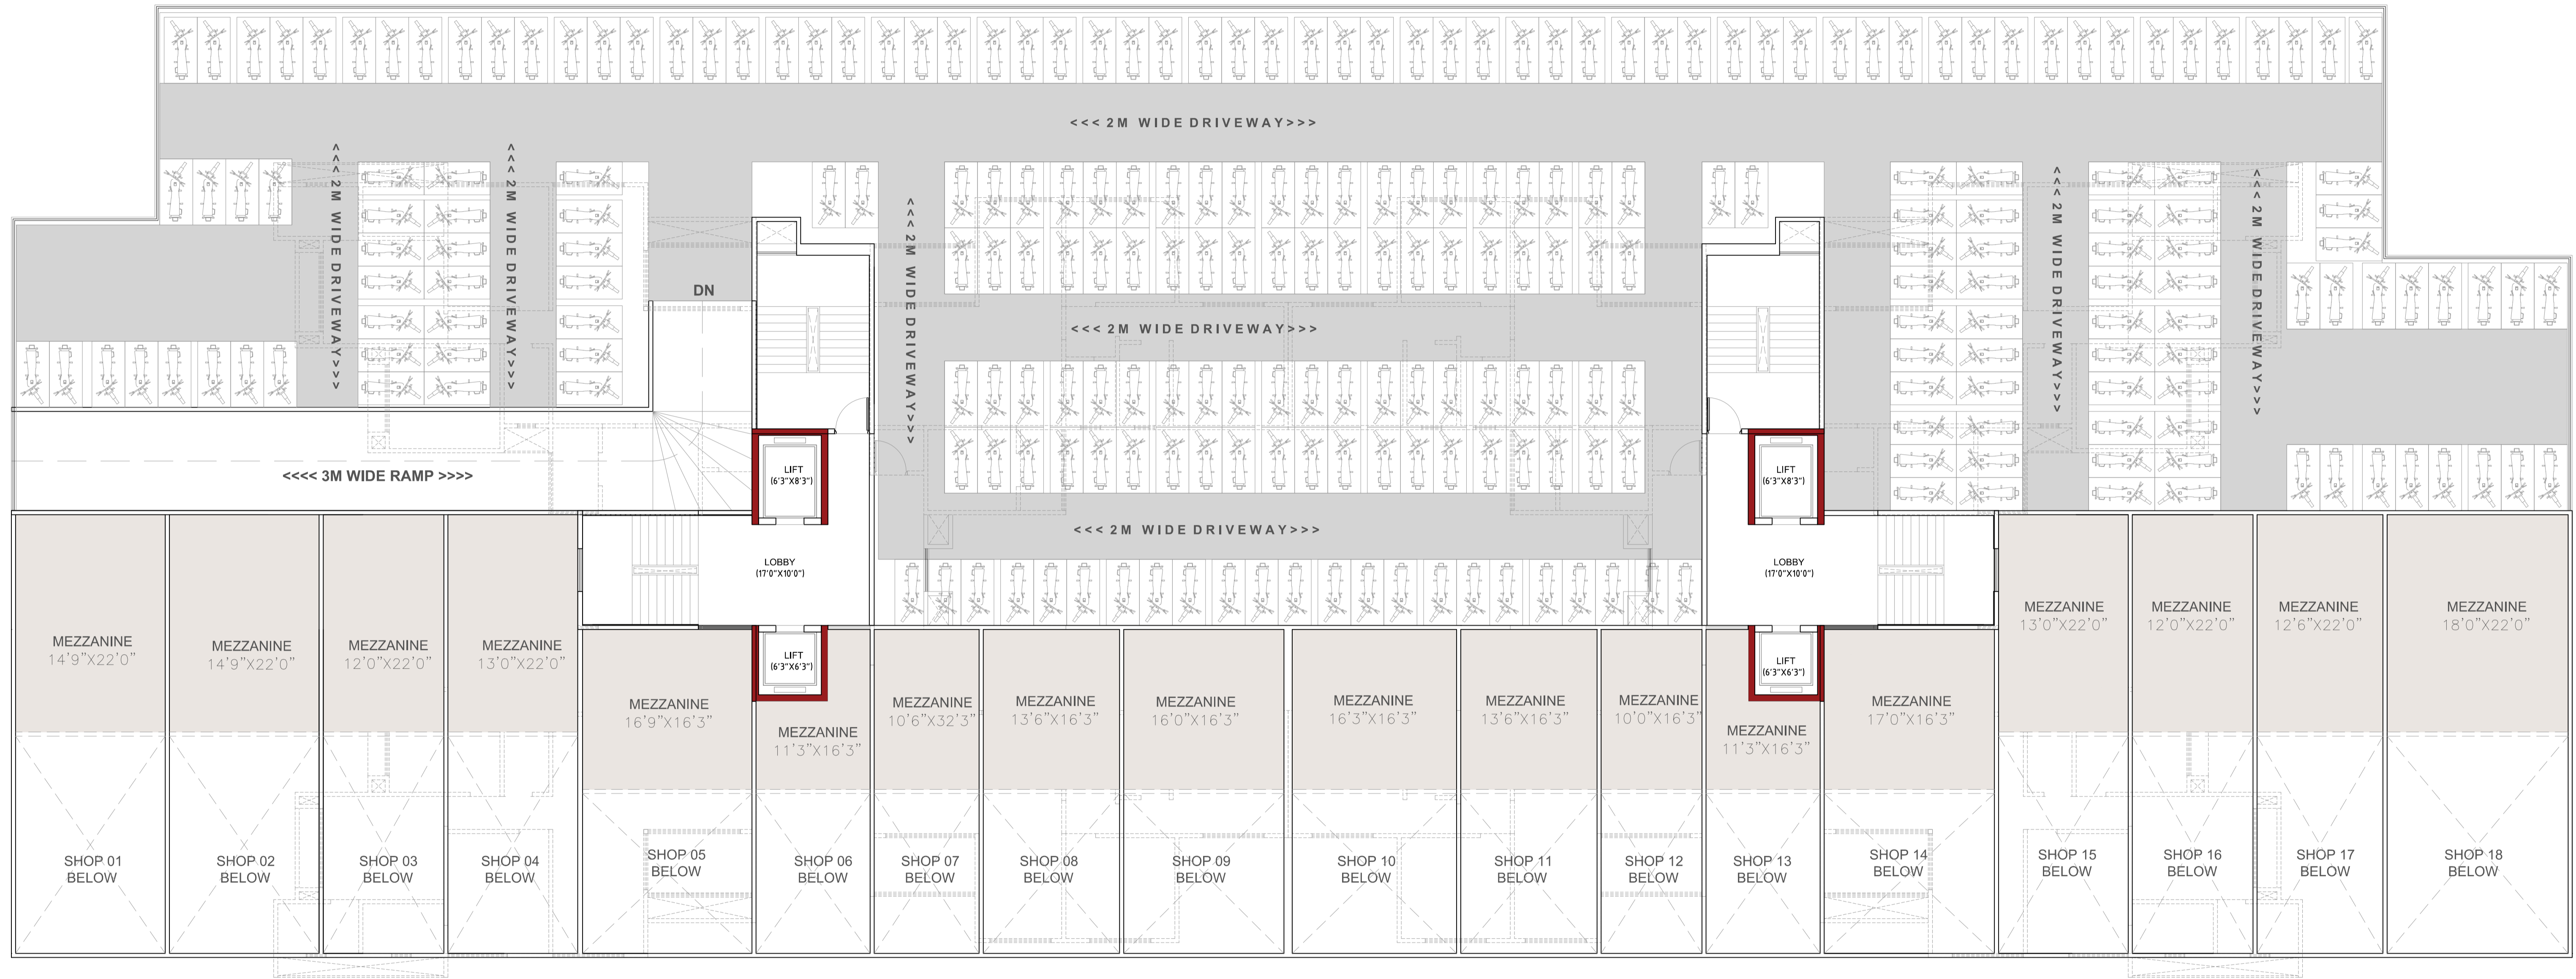 <<< 2M WIDE DRIVEWAY>>>
<<< 2M WIDE DRIVEWAY>>>
<<< 2M WIDE DRIVEWAY>>>
<<< 2M WIDE DRIVEWAY>>>
<<< 2M WIDE DRIVEWAY>>>
<<< 2M WIDE DRIVEWAY>>>
DN
<<< 2M WIDE DRIVEWAY>>>
<<<< 3M WIDE RAMP >>>>
LIFT
(6'3"X8'3")
LIFT
(6'3"X8'3")
<<< 2M WIDE DRIVEWAY>>>
LOBBY
(17'0"X10'0")
LOBBY
(17'0"X10'0")
LIFT
(6'3"X6'3")
LIFT
(6'3"X6'3")
MEZZANINE
14'9"X22'0"
MEZZANINE
14'9"X22'0"
MEZZANINE
12'0"X22'0"
MEZZANINE
13'0"X22'0"
MEZZANINE
16'9"X16'3"
MEZZANINE
11'3"X16'3"
MEZZANINE
10'6"X32'3"
MEZZANINE
13'6"X16'3"
MEZZANINE
16'0"X16'3"
MEZZANINE
16'3"X16'3"
MEZZANINE
13'6"X16'3"
MEZZANINE
10'0"X16'3"
MEZZANINE
11'3"X16'3"
MEZZANINE
17'0"X16'3"
MEZZANINE
13'0"X22'0"
MEZZANINE
12'0"X22'0"
MEZZANINE
12'6"X22'0"
MEZZANINE
18'0"X22'0"
SHOP 01
BELOW
SHOP 02
BELOW
SHOP 03
BELOW
SHOP 04
BELOW
SHOP 05
BELOW
SHOP 06
BELOW
SHOP 07
BELOW
SHOP 08
BELOW
SHOP 09
BELOW
SHOP 10
BELOW
SHOP 11
BELOW
SHOP 12
BELOW
SHOP 13
BELOW
SHOP 14
BELOW
SHOP 15
BELOW
SHOP 16
BELOW
SHOP 17
BELOW
SHOP 18
BELOW